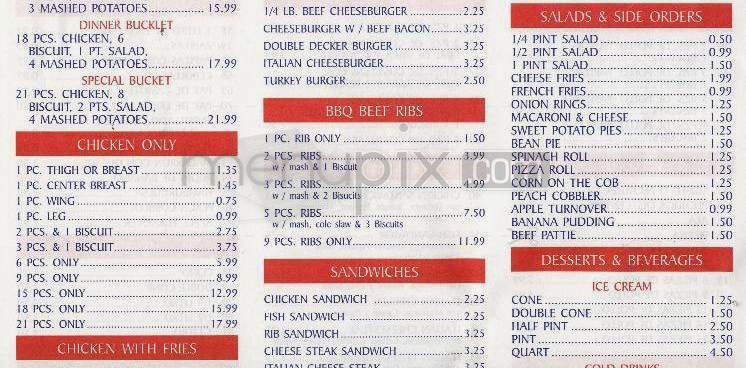 3 MASHED POTATOES 15.99
DINNER BUCKLET
18 PCS. CHICKEN, 6
BISCUIT, 1 PT. SALAD,
4 MASHED POTATOES 17.99
SPECIAL BUCKET
21 PCS. CHICKEN, 8
BISCUIT, 2 PTS. SALAD,
4 MASHED POTATOES 21.99
CHICKEN ONLY
1 PC. THIGH OR BREAST 1.35
1 PC. CENTER BREAST 1.45
1 PC. WING 0.75
1 PC. LEG 0.99
2 PCS. & 1 BISCUIT 2.75
3 PCS. & 1 BISCUIT 3.75
6 PCS. ONLY 5.99
9 PCS. ONLY 8.99
15 PCS. ONLY 12.99
18 PCS. ONLY 15.99
21 PCS. ONLY 17.99
CHICKEN WITH FRIES
1/4 LB. BEEF CHEESEBURGER 2.25
CHEESEBURGER W / BEEF BACON 3.25
DOUBLE DECKER BURGER 3.25
ITALIAN CHEESEBURGER 3.25
TURKEY BURGER 2.50
BBQ BEEF RIBS
1 PC. RIB ONLY 1.50
2 PCS. RIBS 3.99
w / mash & 1 Biscuit
3 PCS. RIBS 4.99
w / mash & 2 Biscuits
5 PCS. RIBS 7.50
w / mash, cole slaw & 3 Biscuits
9 PCS. RIBS ONLY 11.99
SANDWICHES
CHICKEN SANDWICH 2.25
FISH SANDWICH 2.25
RIB SANDWICH 3.25
CHEESE STEAK SANDWICH 3.25
ITALIAN CHEESE STEAK 3.25
SALADS & SIDE ORDERS
1/4 PINT SALAD 0.50
1/2 PINT SALAD 0.99
1 PINT SALAD 1.50
CHEESE FRIES 1.99
FRENCH FRIES 0.99
ONION RINGS 1.25
MACARONI & CHEESE 1.50
SWEET POTATO PIES 1.25
BEAN PIE 1.50
SPINACH ROLL 1.25
PIZZA ROLL 1.25
CORN ON THE COB 1.25
PEACH COBBLER 1.50
APPLE TURNOVER 0.99
BANANA PUDDING 1.50
BEEF PATTIE 1.50
DESSERTS & BEVERAGES
ICE CREAM
CONE 1.25
DOUBLE CONE 1.50
HALF PINT 2.50
PINT 3.50
QUART 4.50
COLD DRINKS
menupix.com